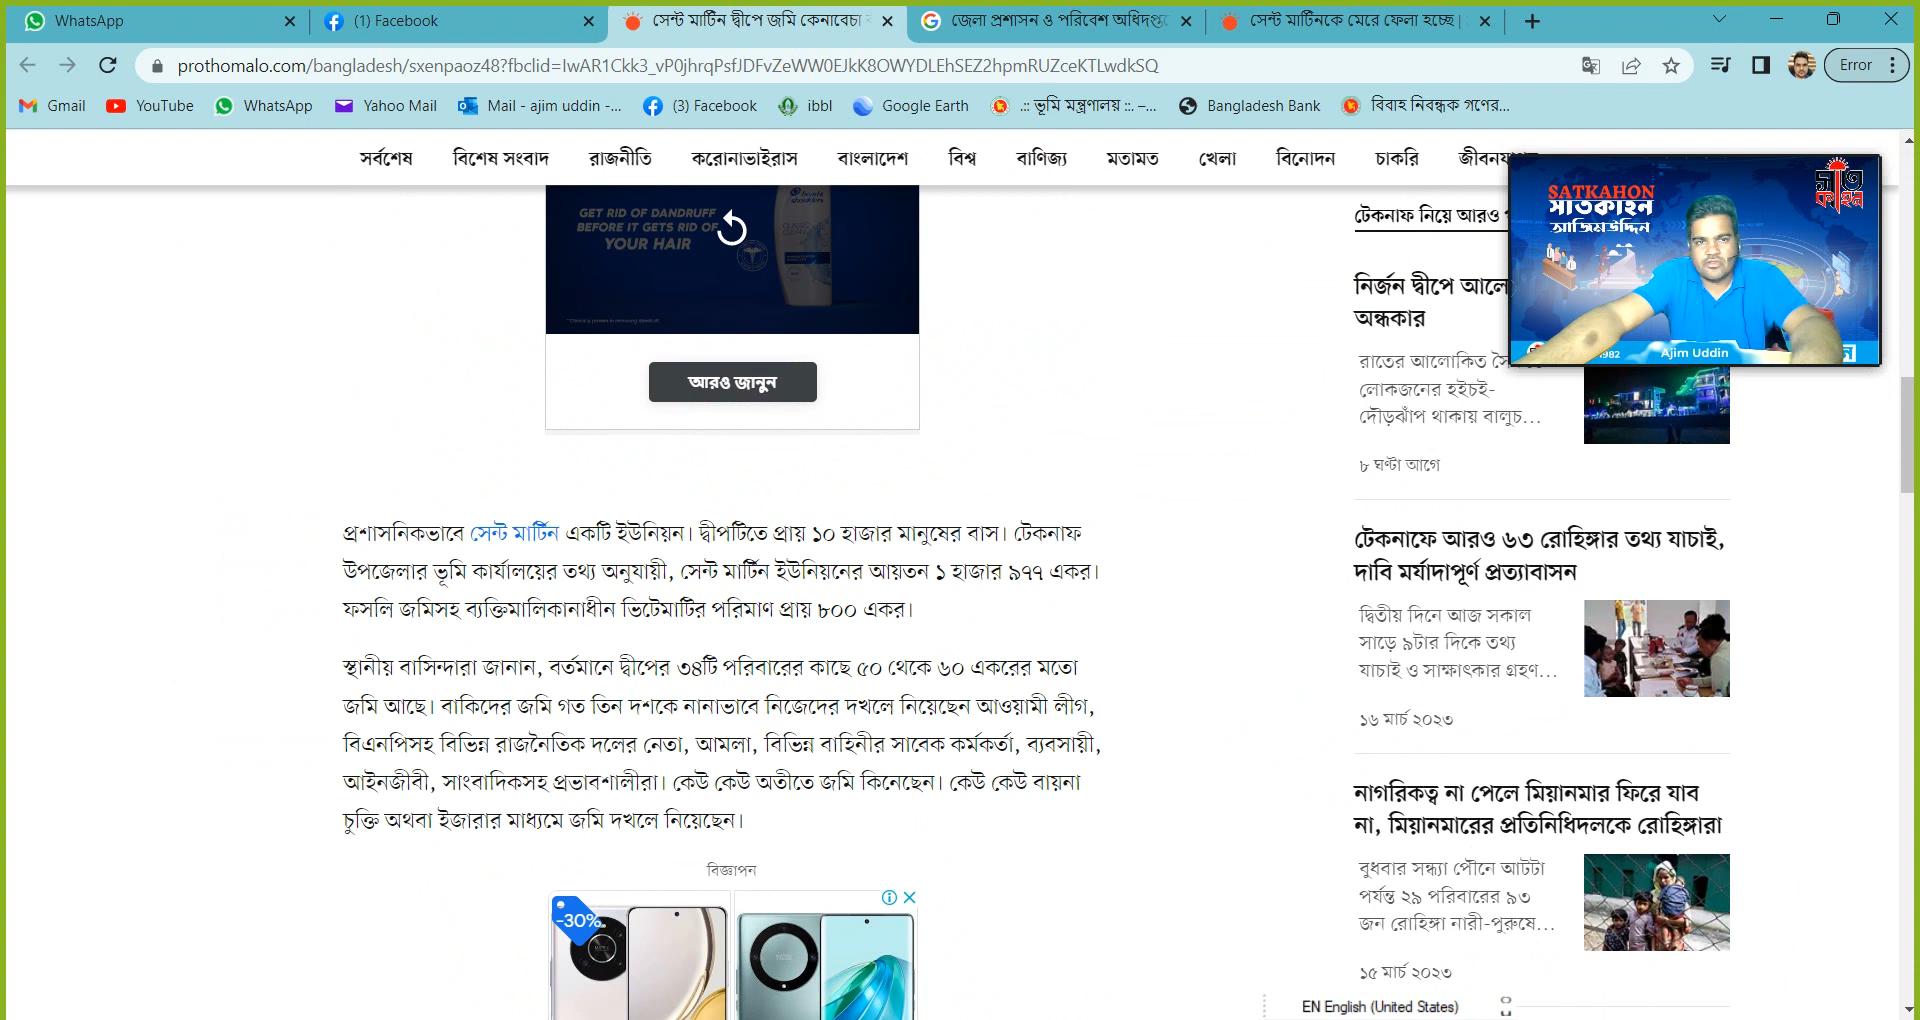 WhatsApp
(1) Facebook
সেন্ট মার্টিন দ্বীপে জমি কেনাবেচা
জেলা প্রশাসন ও পরিবেশ অধিদপ্ত
সেন্ট মার্টিনকে মেরে ফেলা হচ্ছে |
prothomalo.com/bangladesh/sxenpaoz48?fbclid=IwAR1Ckk3_vP0jhrqPsfJDFvZeWW0EJkK8OWYDLEhSEZ2hpmRUZceKTLwdkSQ
Error
Gmail
YouTube
WhatsApp
Yahoo Mail
Mail - ajim uddin -...
(3) Facebook
ibbl
Google Earth
.:: ভূমি মন্ত্রণালয় ::. –...
Bangladesh Bank
বিবাহ নিবন্ধক গণের...
সর্বশেষ
বিশেষ সংবাদ
রাজনীতি
করোনাভাইরাস
বাংলাদেশ
বিশ্ব
বাণিজ্য
মতামত
খেলা
বিনোদন
চাকরি
GET RID OF DANDRUFF
BEFORE IT GETS RID OF
YOUR HAIR
আরও জানুন
প্রশাসনিকভাবে সেন্ট মার্টিন একটি ইউনিয়ন। দ্বীপটিতে প্রায় ১০ হাজার মানুষের বাস। টেকনাফ
উপজেলার ভূমি কার্যালয়ের তথ্য অনুযায়ী, সেন্ট মার্টিন ইউনিয়নের আয়তন ১ হাজার ৯৭৭ একর।
ফসলি জমিসহ ব্যক্তিমালিকানাধীন ভিটেমাটির পরিমাণ প্রায় ৮০০ একর।
স্থানীয় বাসিন্দারা জানান, বর্তমানে দ্বীপের ৩৪টি পরিবারের কাছে ৫০ থেকে ৬০ একরের মতো
জমি আছে। বাকিদের জমি গত তিন দশকে নানাভাবে নিজেদের দখলে নিয়েছেন আওয়ামী লীগ,
বিএনপিসহ বিভিন্ন রাজনৈতিক দলের নেতা, আমলা, বিভিন্ন বাহিনীর সাবেক কর্মকর্তা, ব্যবসায়ী,
আইনজীবী, সাংবাদিকসহ প্রভাবশালীরা। কেউ কেউ অতীতে জমি কিনেছেন। কেউ কেউ বায়না
চুক্তি অথবা ইজারার মাধ্যমে জমি দখলে নিয়েছেন।
বিজ্ঞাপন
-30%
টেকনাফ নিয়ে আরও
নির্জন দ্বীপে
অন্ধকার
রাতের আলোকিত
লোকজনের হইচই-
দৌড়ঝাঁপ থাকায় বালুচ...
৮ ঘণ্টা আগে
SATKAHON
সাতকাহন
আজিমউদ্দিন
সাত
কাহন
1982
Ajim Uddin
টেকনাফে আরও ৬৩ রোহিঙ্গার তথ্য যাচাই,
দাবি মর্যাদাপূর্ণ প্রত্যাবাসন
দ্বিতীয় দিনে আজ সকাল
সাড়ে ৯টার দিকে তথ্য
যাচাই ও সাক্ষাৎকার গ্রহণ...
১৬ মার্চ ২০২৩
নাগরিকত্ব না পেলে মিয়ানমার ফিরে যাব
না, মিয়ানমারের প্রতিনিধিদলকে রোহিঙ্গারা
বুধবার সন্ধ্যা পৌনে আটটা
পর্যন্ত ২৯ পরিবারের ৯৩
জন রোহিঙ্গা নারী-পুরুষে...
১৫ মার্চ ২০২৩
EN English (United States)